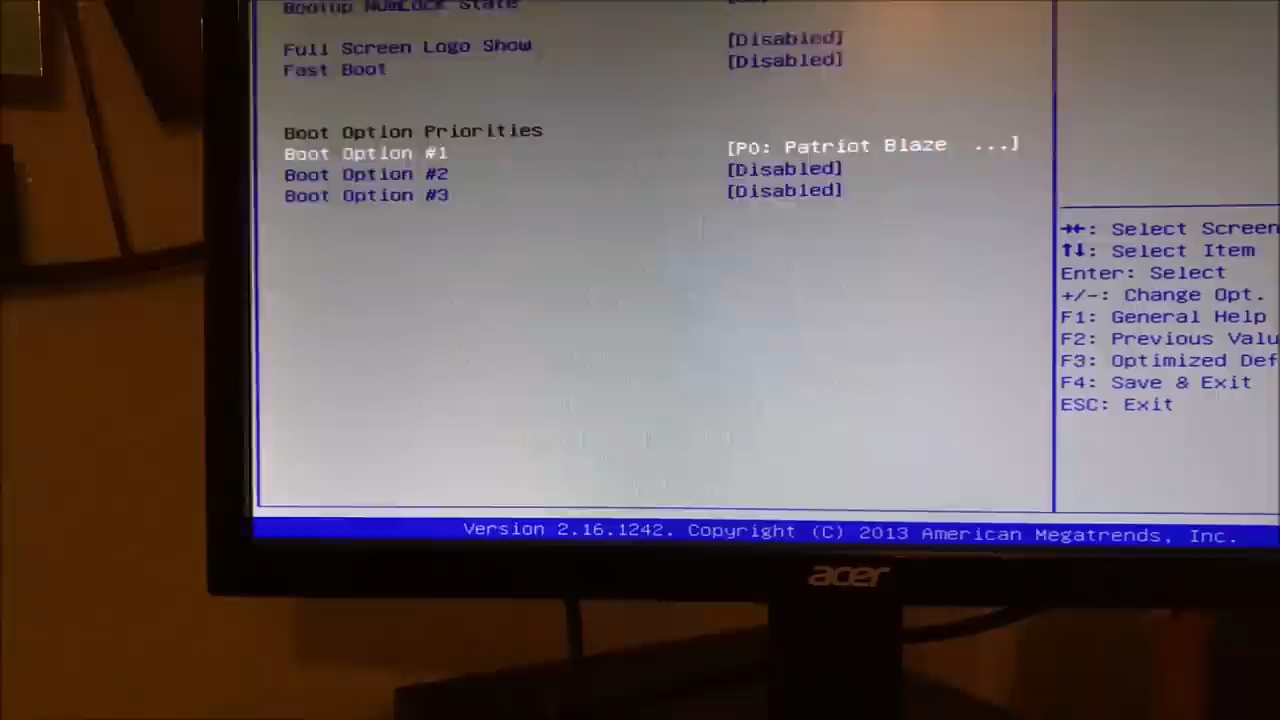 Bootup NumLock State
Full Screen Logo Show [Disabled]
Fast Boot [Disabled]
Boot Option Priorities
Boot Option #1 [P0: Patriot Blaze ...]
Boot Option #2 [Disabled]
Boot Option #3 [Disabled]
→←: Select Screen
↑↓: Select Item
Enter: Select
+/-: Change Opt.
F1: General Help
F2: Previous Valu
F3: Optimized Def
F4: Save & Exit
ESC: Exit
Version 2.16.1242. Copyright (C) 2013 American Megatrends, Inc.
acer